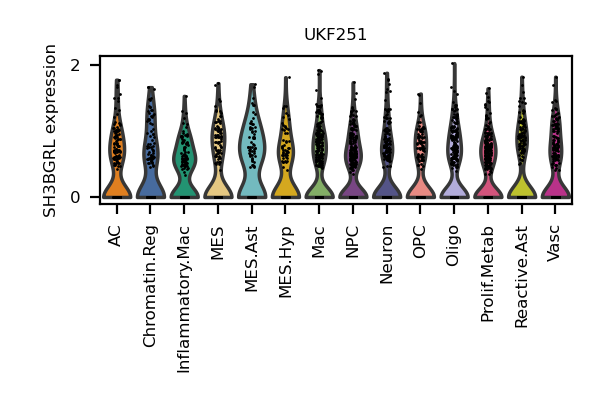 UKF251
SH3BGRL expression
2
0
AC
Chromatin.Reg
Inflammatory.Mac
MES
MES.Ast
MES.Hyp
Mac
NPC
Neuron
OPC
Oligo
Prolif.Metab
Reactive.Ast
Vasc